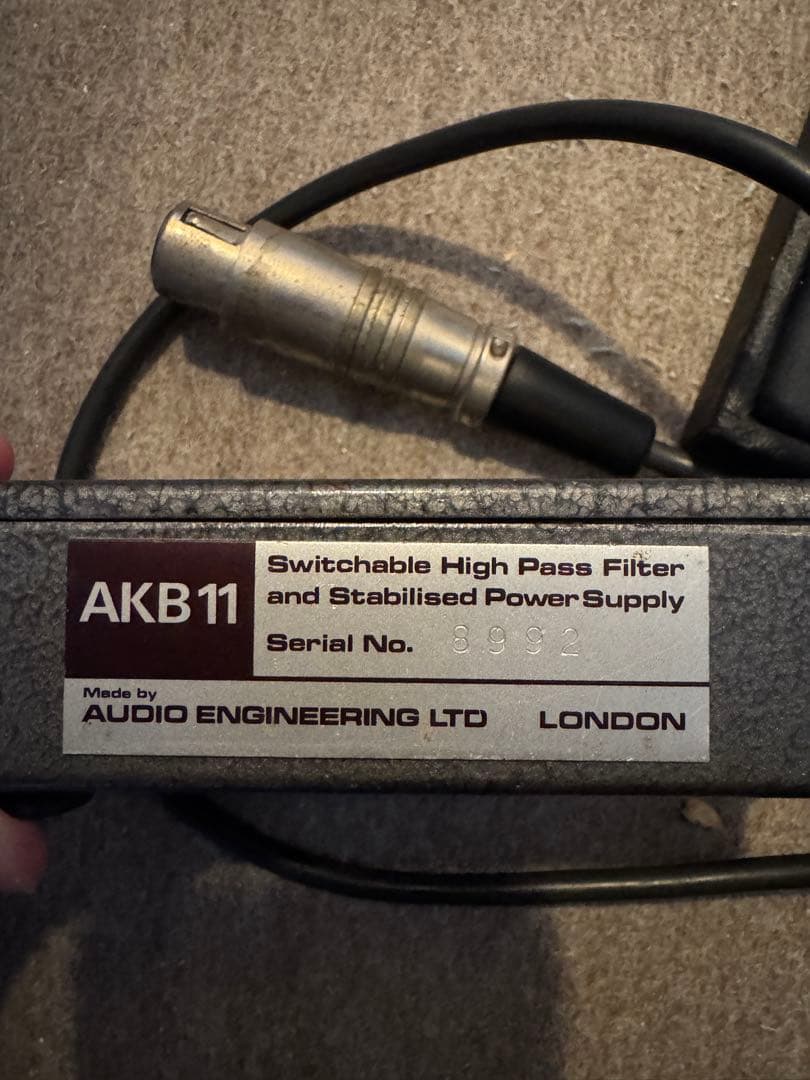 AKB11
Switchable High Pass Filter
and Stabilised Power Supply
Serial No. 8992
Made by
AUDIO ENGINEERING LTD LONDON